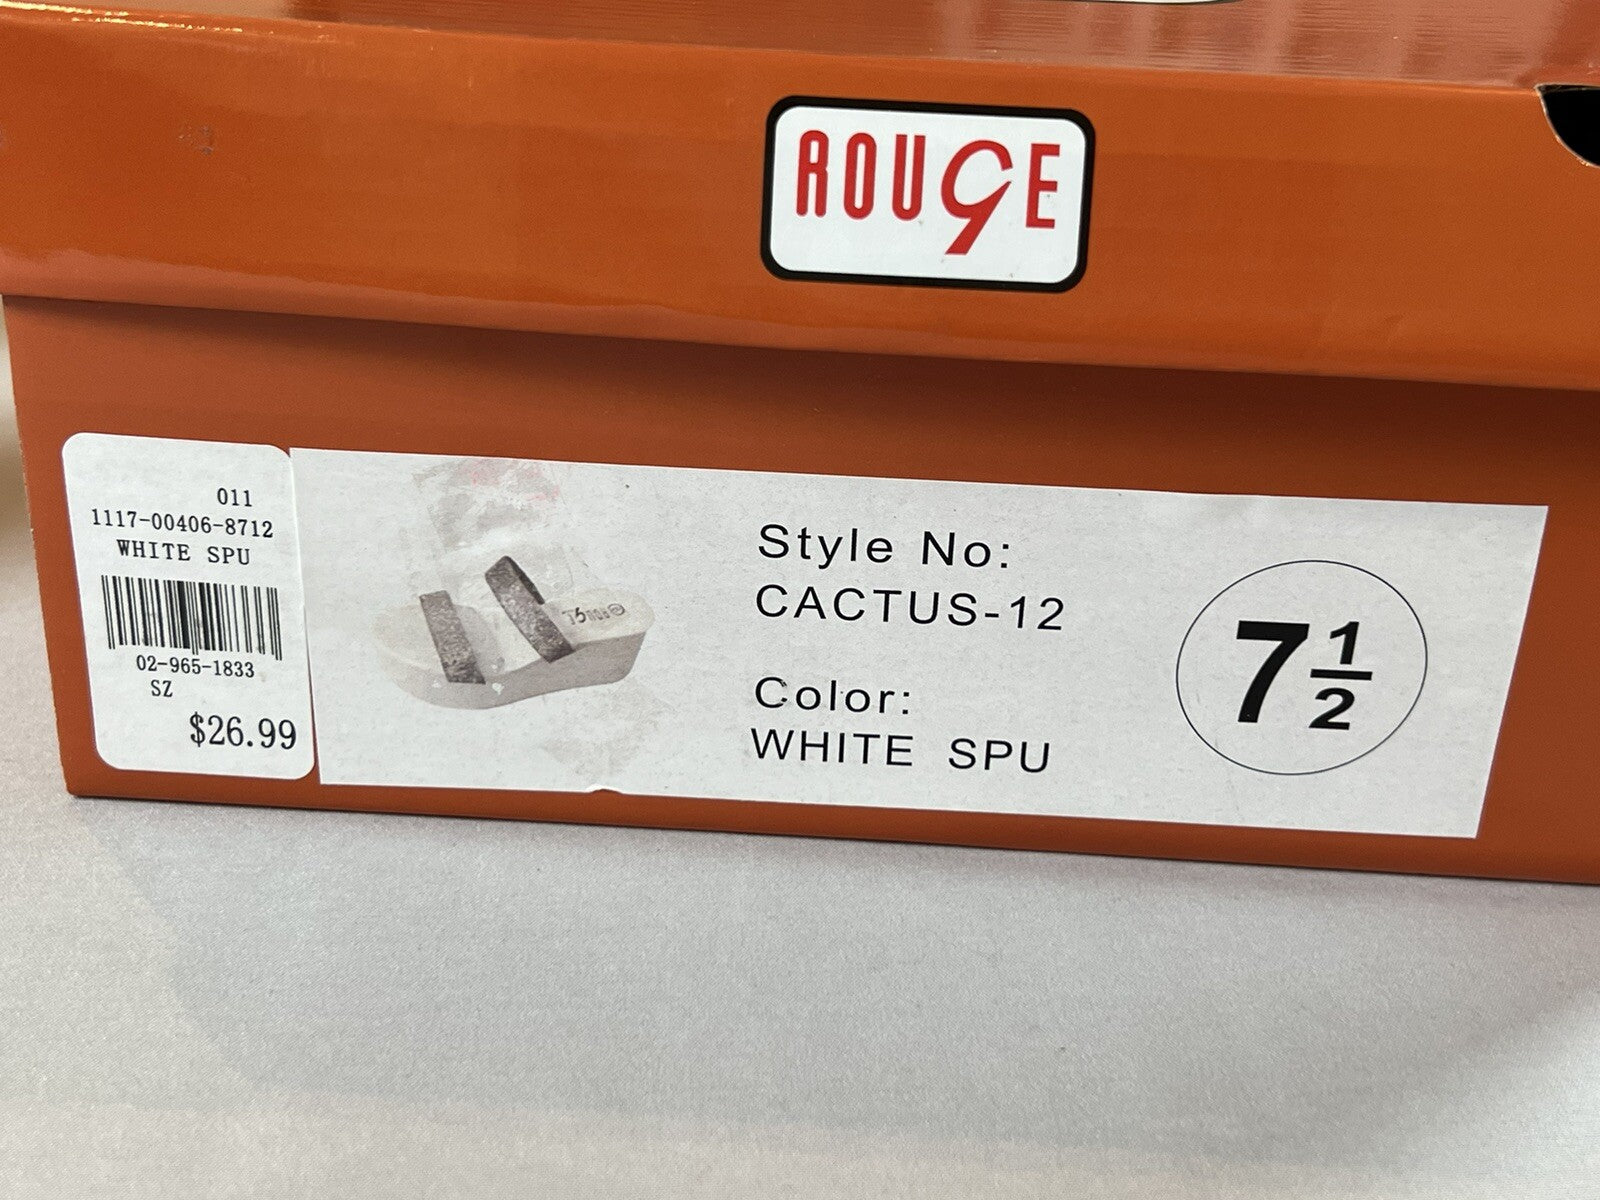 ROUGE
011
1117-00406-8712
WHITE SPU
02-965-1833
SZ
$26.99
Style No:
CACTUS-12
Color:
WHITE SPU
7 1/2